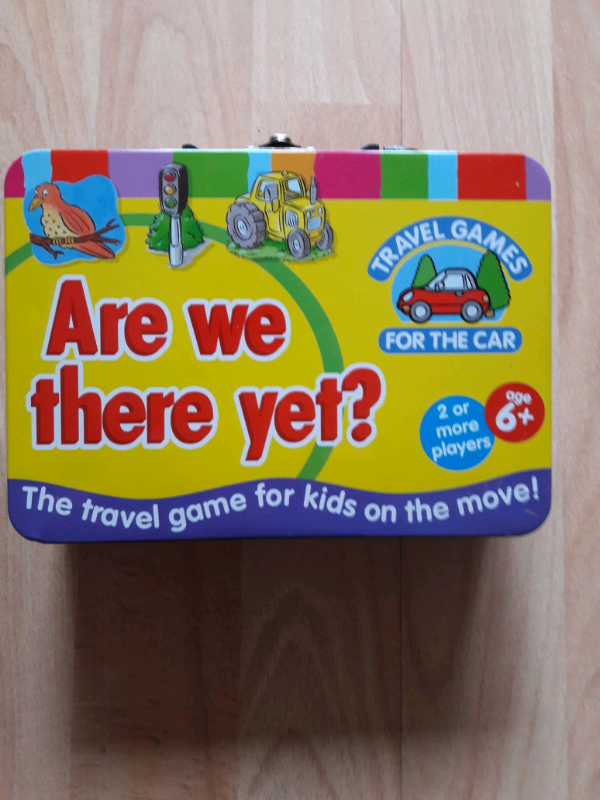 TRAVEL GAMES
FOR THE CAR
Are we
there yet?
2 or
more
players
age
6+
The travel game for kids on the move!